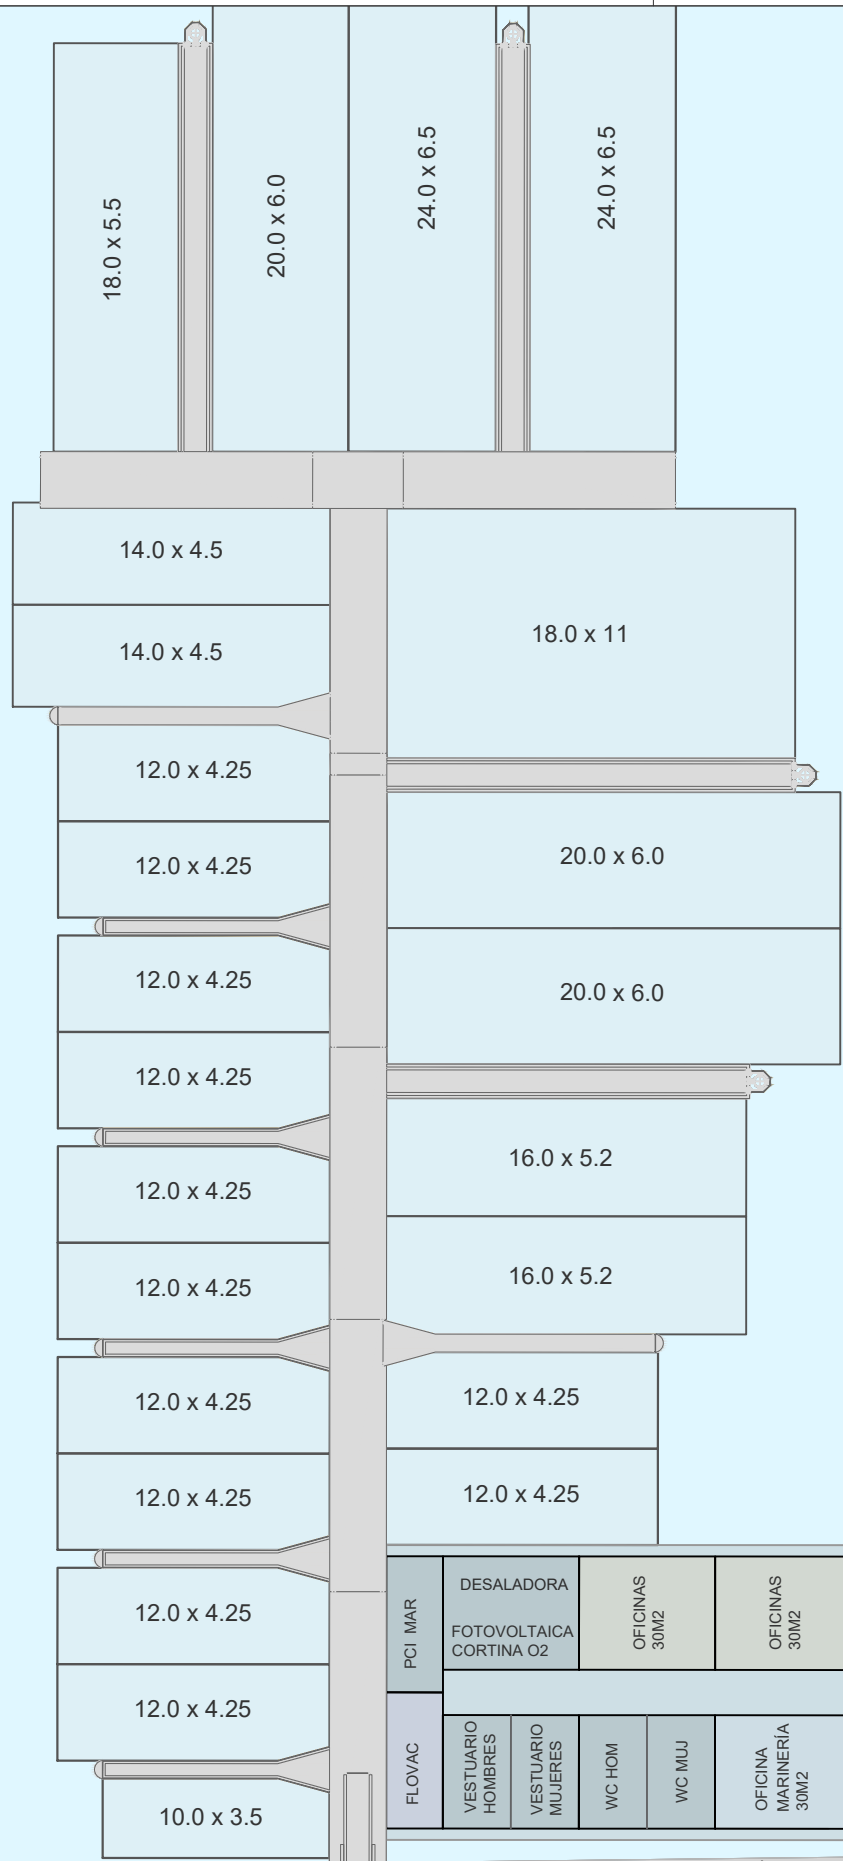 18.0 x 5.5
20.0 x 6.0
24.0 x 6.5
24.0 x 6.5
14.0 x 4.5
14.0 x 4.5
12.0 x 4.25
12.0 x 4.25
12.0 x 4.25
12.0 x 4.25
12.0 x 4.25
12.0 x 4.25
12.0 x 4.25
12.0 x 4.25
12.0 x 4.25
12.0 x 4.25
10.0 x 3.5
18.0 x 11
20.0 x 6.0
20.0 x 6.0
16.0 x 5.2
16.0 x 5.2
12.0 x 4.25
12.0 x 4.25
PCI MAR
DESALADORA
FOTOVOLTAICA
CORTINA O2
OFICINAS
30M2
OFICINAS
30M2
FLOVAC
VESTUARIO
HOMBRES
VESTUARIO
MUJERES
WC HOM
WC MUJ
OFICINA
MARINERÍA
30M2